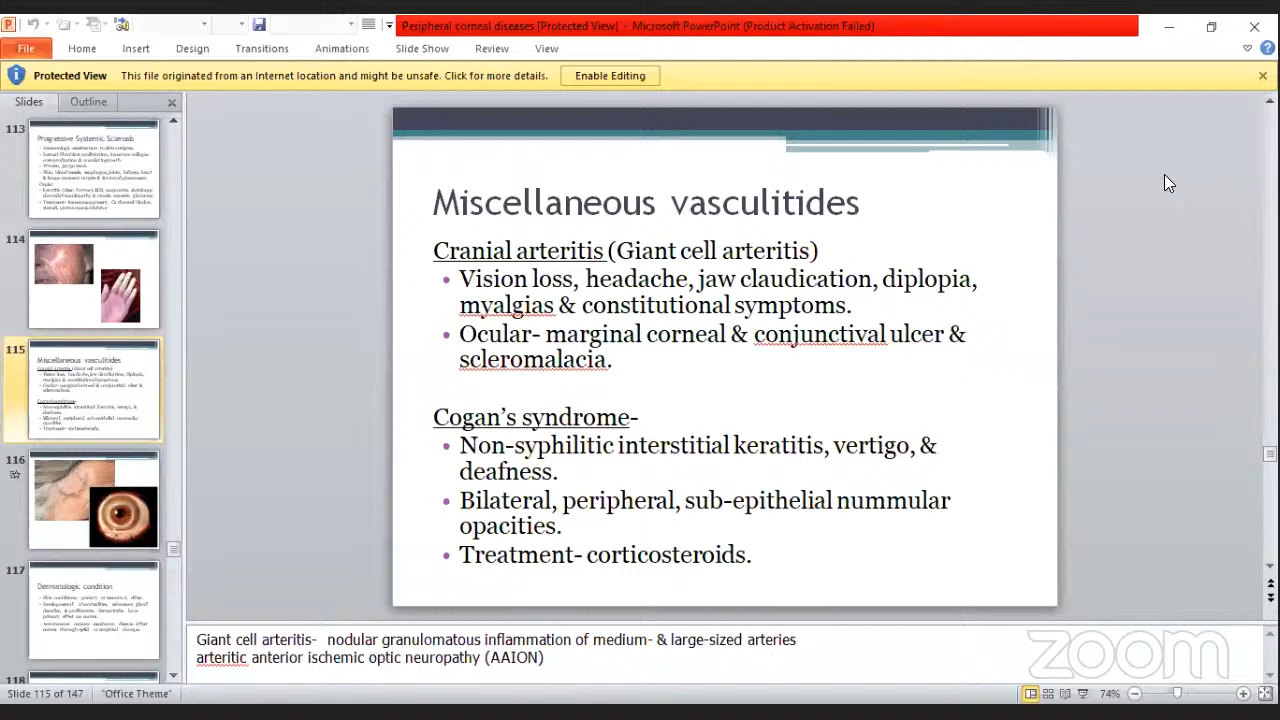 Peripheral corneal diseases [Protected View] - Microsoft PowerPoint (Product Activation Failed)
File Home Insert Design Transitions Animations Slide Show Review View
Protected View This file originated from an Internet location and might be unsafe. Click for more details. Enable Editing
Slides Outline
113
Progressive Systemic Sclerosis
114
115
Miscellaneous vasculitides
116
117
Dermatologic condition
118
Miscellaneous vasculitides
Cranial arteritis (Giant cell arteritis)
• Vision loss, headache, jaw claudication, diplopia,
myalgias & constitutional symptoms.
• Ocular- marginal corneal & conjunctival ulcer &
scleromalacia.
Cogan's syndrome-
• Non-syphilitic interstitial keratitis, vertigo, &
deafness.
• Bilateral, peripheral, sub-epithelial nummular
opacities.
• Treatment- corticosteroids.
Giant cell arteritis- nodular granulomatous inflammation of medium- & large-sized arteries
arteritic anterior ischemic optic neuropathy (AAION)
zoom
Slide 115 of 147 "Office Theme" 74%